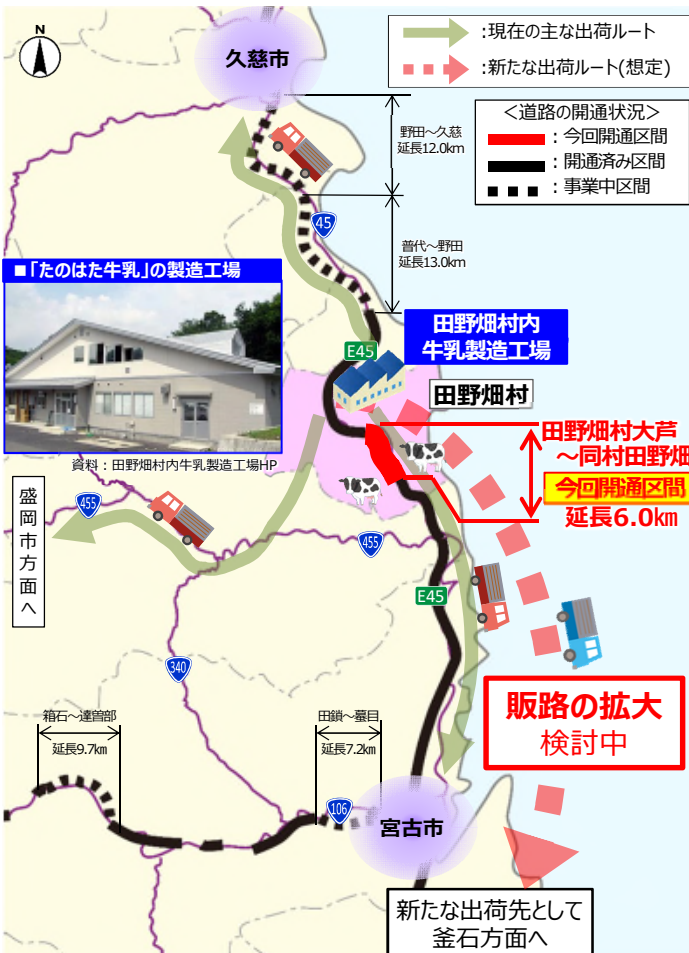 N
久慈市
:現在の主な出荷ルート
:新たな出荷ルート(想定)
＜道路の開通状況＞
：今回開通区間
：開通済み区間
：事業中区間
野田～久慈
延長12.0km
45
普代～野田
延長13.0km
■「たのはた牛乳」の製造工場
資料：田野畑村内牛乳製造工場HP
田野畑村内
牛乳製造工場
E45
田野畑村
田野畑村大芦
～同村田野畑
今回開通区間
延長6.0km
盛岡市方面へ
455
455
E45
340
販路の拡大
検討中
箱石～達曽部
延長9.7km
田鎖～蟇目
延長7.2km
106
宮古市
新たな出荷先として
釜石方面へ